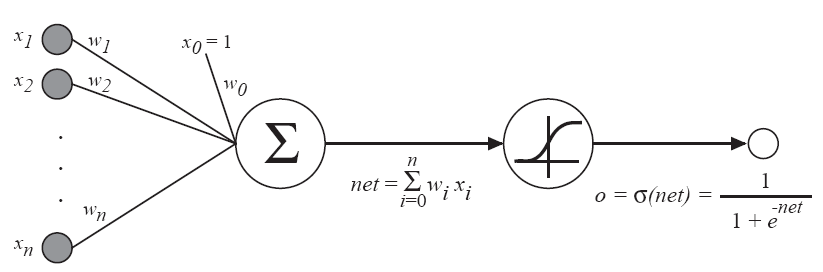 x1 w1
x0 = 1
x2 w2
w0
.
.
.
Σ
n
net = Σ wi xi
i=0
wn
xn
o = σ(net) = 1
1 + e-net